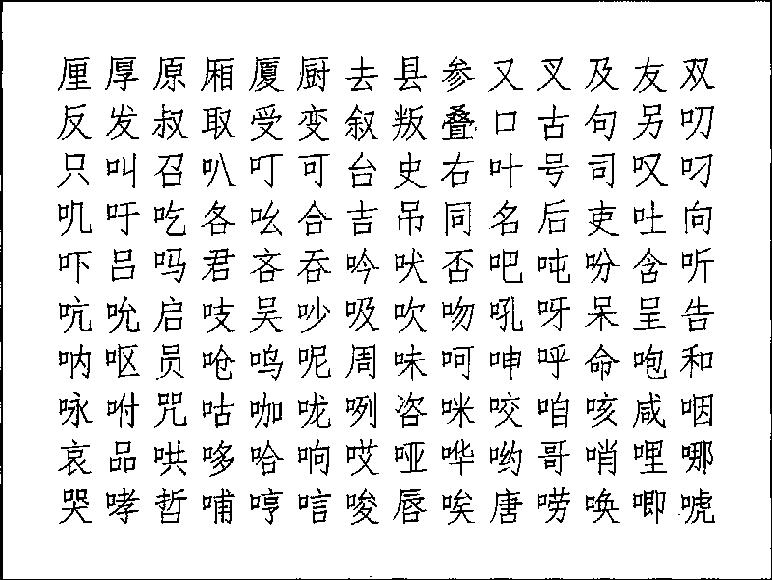 厘厚原厢厦厨去县参又叉及友双
反发叔取受变叙叛叠口古句另叨
只叫召叭叮可台史右叶号司叹叼
叽吁吃各吆合吉吊同名后吏吐向
吓吕吗君吝吞吟吠否吧吨吩含听
吭吮启吱吴吵吸吹吻吼呀呆呈告
呐呕员呛呜呢周味呵呻呼命咆和
咏咐咒咕咖咙咧咨咪咬咱咳咸咽
哀品哄哆哈响哎哑哗哟哥哨哩哪
哭哮哲哺哼唁唆唇唉唐唠唤唧唬